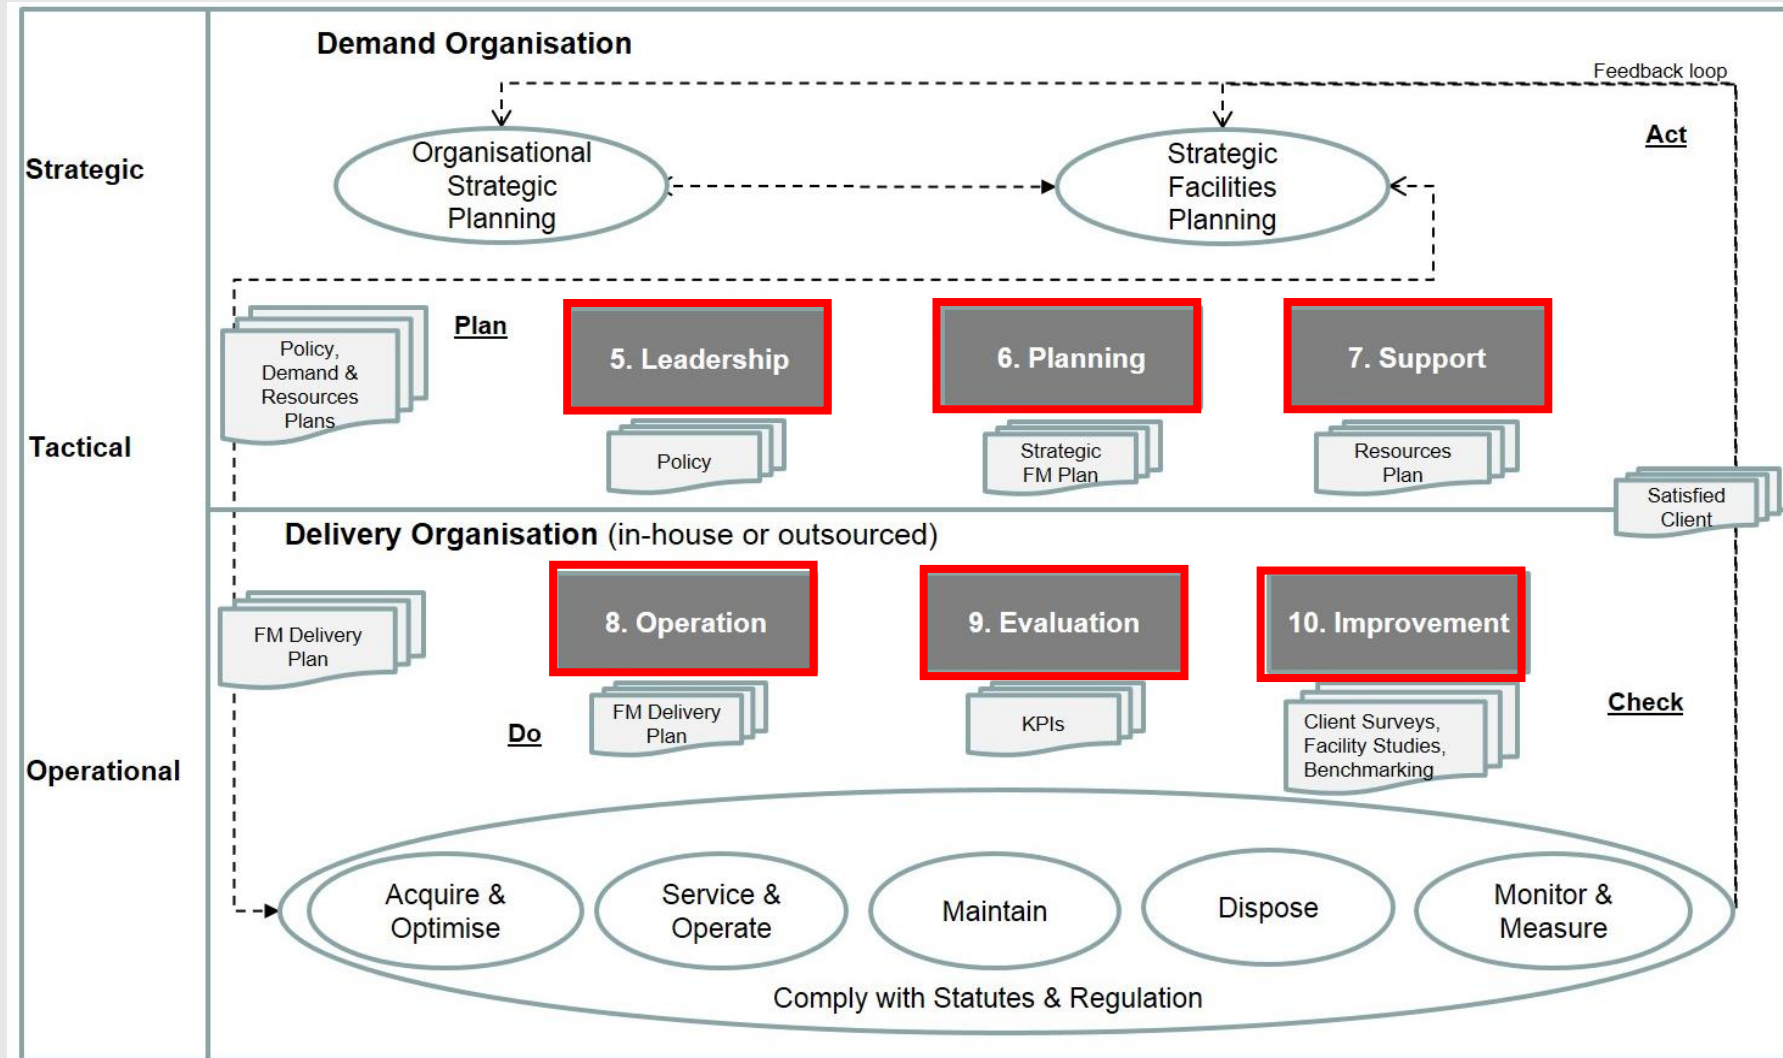 Demand Organisation
Feedback loop
Act
Strategic
Organisational
Strategic
Planning
Strategic
Facilities
Planning
Plan
Policy,
Demand &
Resources
Plans
5. Leadership
6. Planning
7. Support
Tactical
Policy
Strategic
FM Plan
Resources
Plan
Satisfied
Client
Delivery Organisation (in-house or outsourced)
FM Delivery
Plan
8. Operation
9. Evaluation
10. Improvement
Do
FM Delivery
Plan
KPIs
Client Surveys,
Facility Studies,
Benchmarking
Check
Operational
Acquire &
Optimise
Service &
Operate
Maintain
Dispose
Monitor &
Measure
Comply with Statutes & Regulation